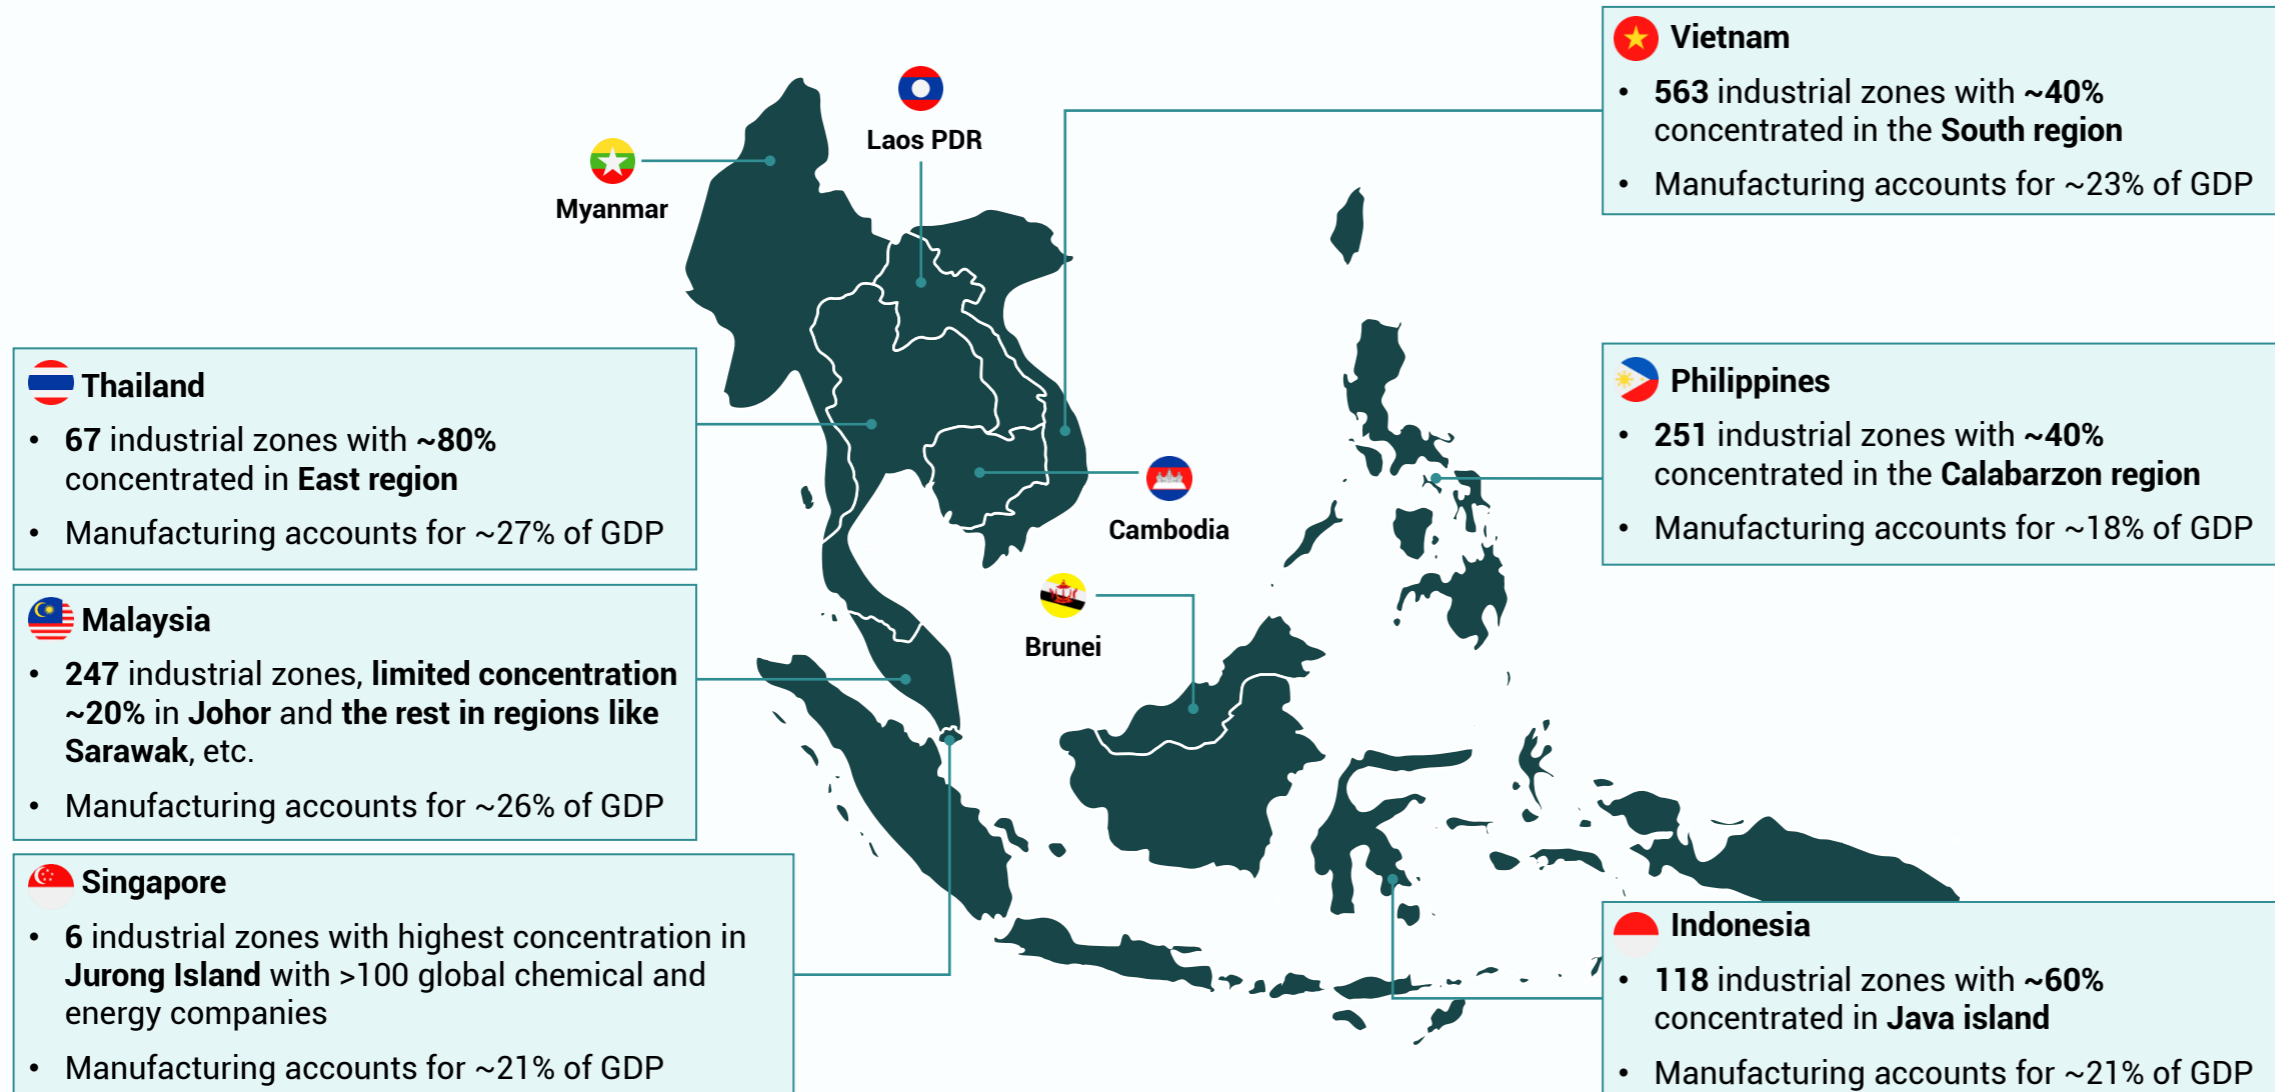 Myanmar
Laos PDR
Vietnam
• 563 industrial zones with ~40%
concentrated in the South region
• Manufacturing accounts for ~23% of GDP
Thailand
• 67 industrial zones with ~80%
concentrated in East region
• Manufacturing accounts for ~27% of GDP
Philippines
• 251 industrial zones with ~40%
concentrated in the Calabarzon region
• Manufacturing accounts for ~18% of GDP
Cambodia
Brunei
Malaysia
• 247 industrial zones, limited concentration
~20% in Johor and the rest in regions like
Sarawak, etc.
• Manufacturing accounts for ~26% of GDP
Singapore
• 6 industrial zones with highest concentration in
Jurong Island with >100 global chemical and
energy companies
• Manufacturing accounts for ~21% of GDP
Indonesia
• 118 industrial zones with ~60%
concentrated in Java island
• Manufacturing accounts for ~21% of GDP